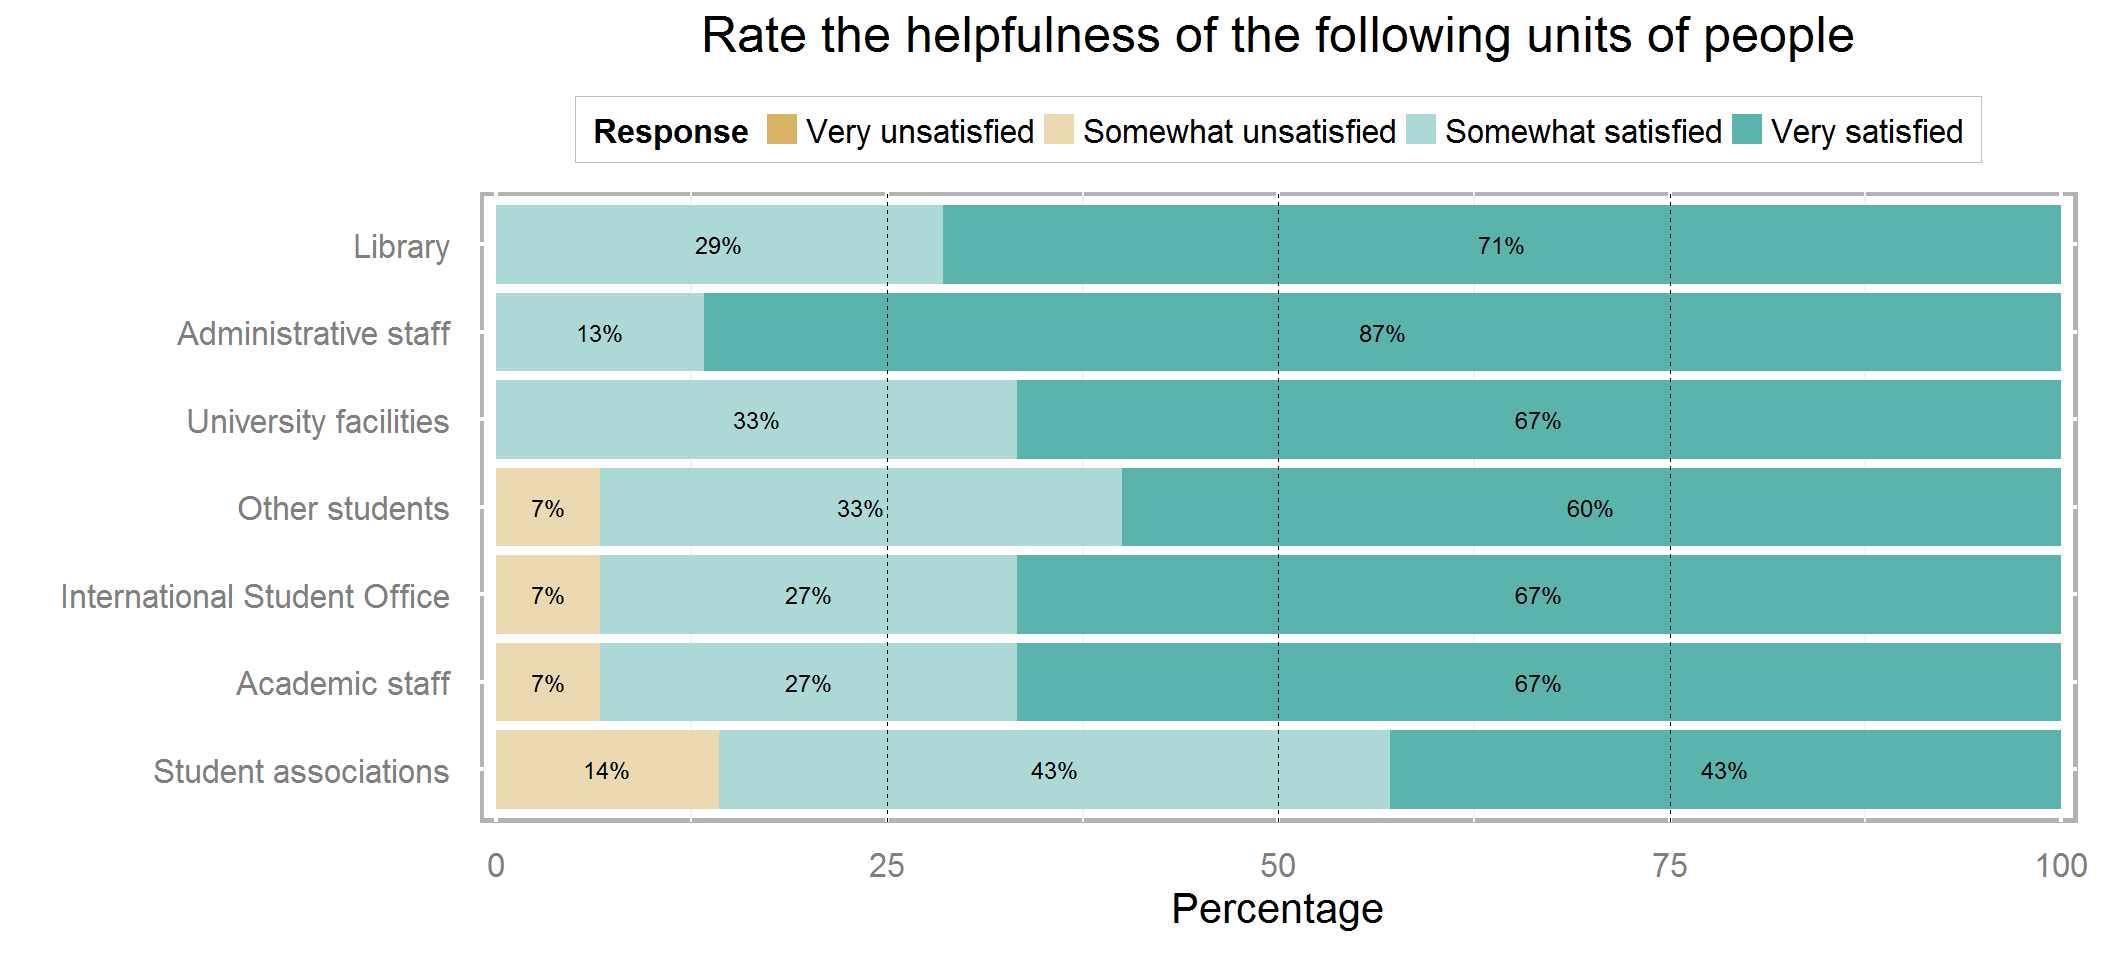 Rate the helpfulness of the following units of people
Response Very unsatisfied Somewhat unsatisfied Somewhat satisfied Very satisfied
Library 29% 71%
Administrative staff 13% 87%
University facilities 33% 67%
Other students 7% 33% 60%
International Student Office 7% 27% 67%
Academic staff 7% 27% 67%
Student associations 14% 43% 43%
0 25 50 75 100
Percentage